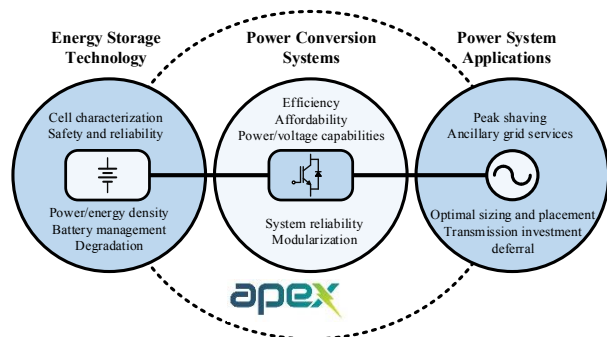 Energy Storage
Technology
Cell characterization
Safety and reliability
Power/energy density
Battery management
Degradation
Power Conversion
Systems
Efficiency
Affordability
Power/voltage capabilities
System reliability
Modularization
apex
Power System
Applications
Peak shaving
Ancillary grid services
Optimal sizing and placement
Transmission investment
deferral